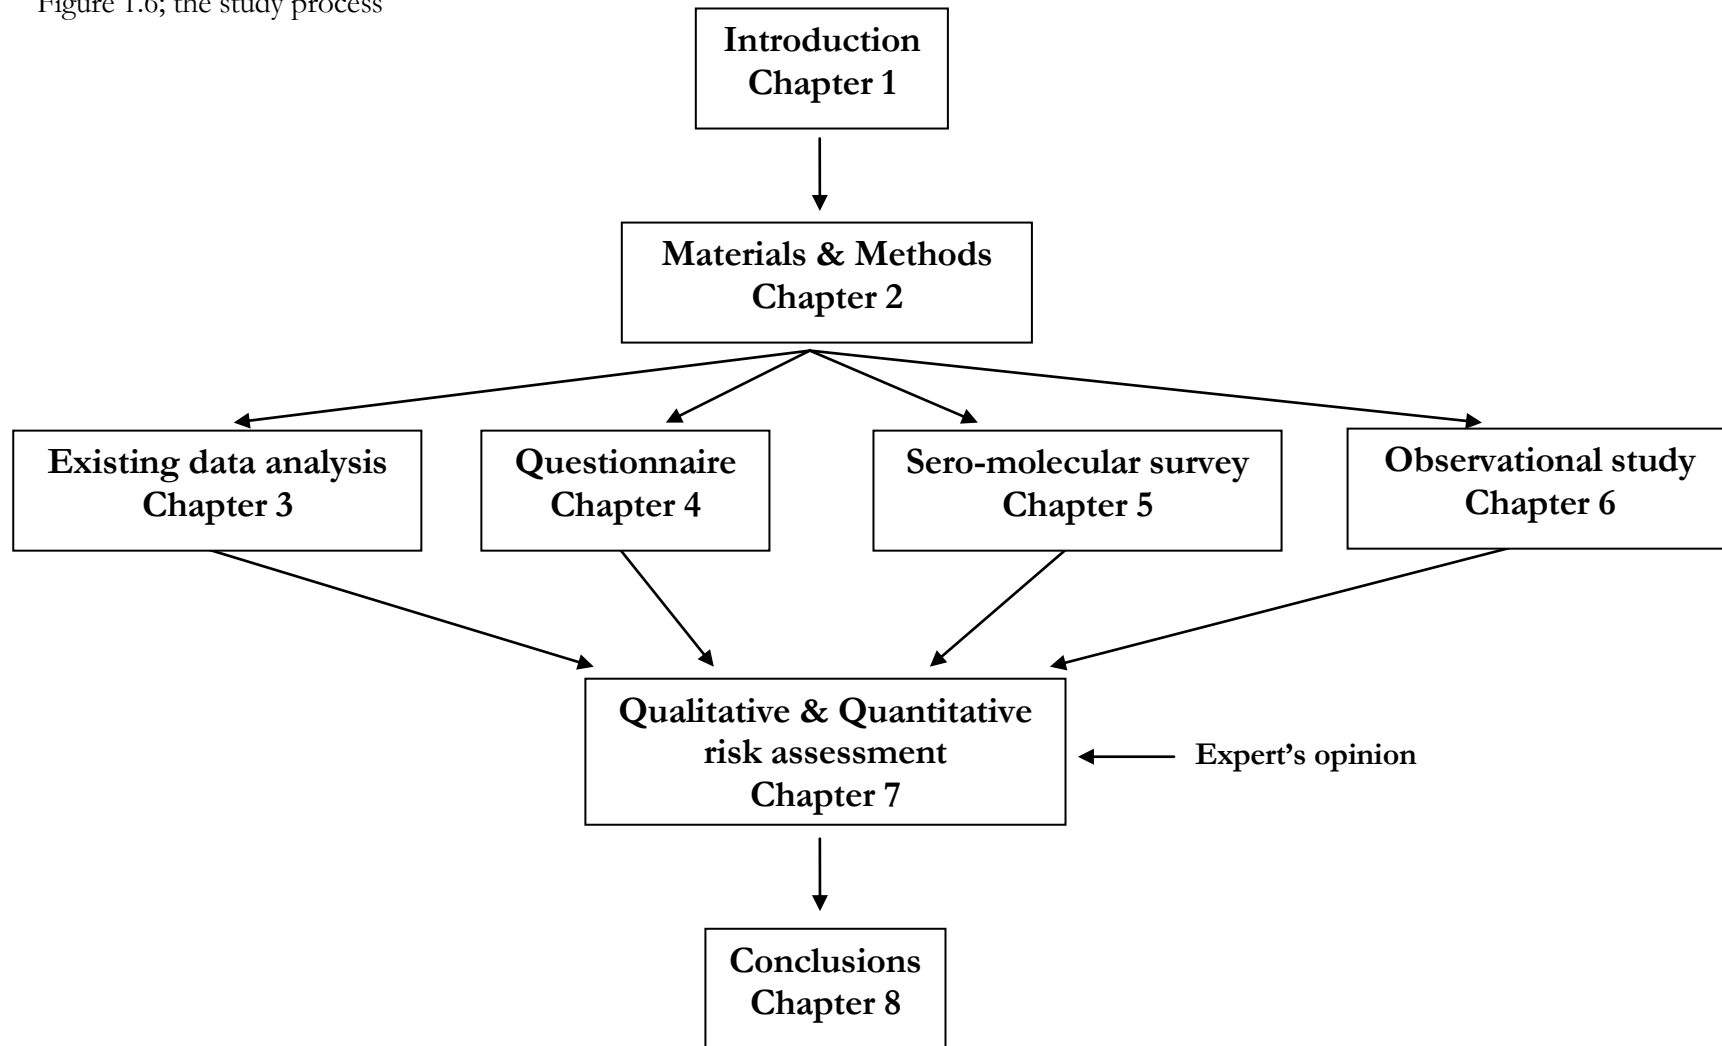 Figure 1.6; the study process
Introduction
Chapter 1
Materials & Methods
Chapter 2
Existing data analysis
Chapter 3
Questionnaire
Chapter 4
Sero-molecular survey
Chapter 5
Observational study
Chapter 6
Qualitative & Quantitative
risk assessment
Chapter 7
Expert’s opinion
Conclusions
Chapter 8